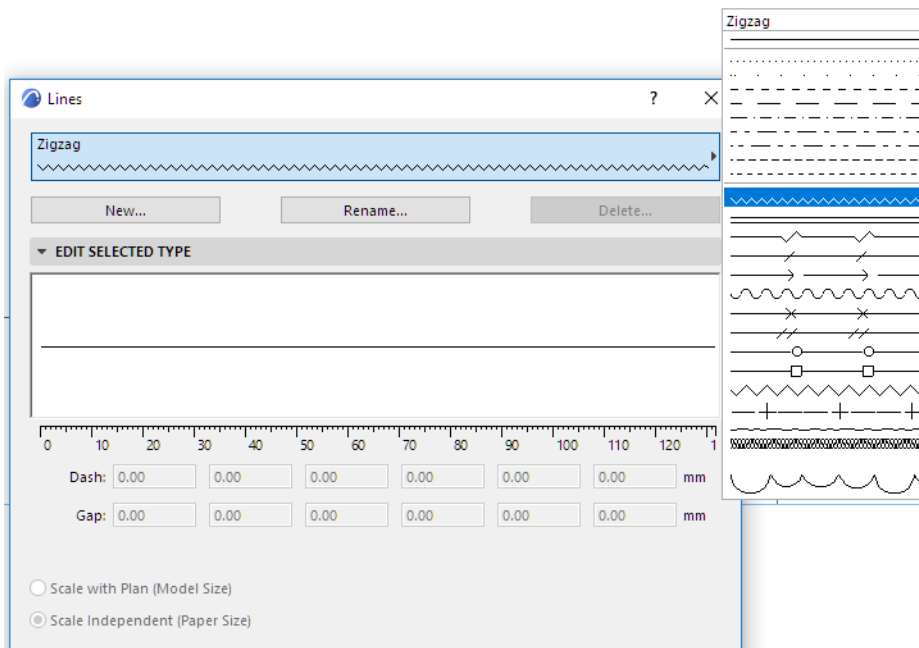 Zigzag
Lines
?
Zigzag
New...
Rename...
Delete...
EDIT SELECTED TYPE
0 10 20 30 40 50 60 70 80 90 100 110 120 1
Dash: 0.00 0.00 0.00 0.00 0.00 0.00 mm
Gap: 0.00 0.00 0.00 0.00 0.00 0.00 mm
Scale with Plan (Model Size)
Scale Independent (Paper Size)